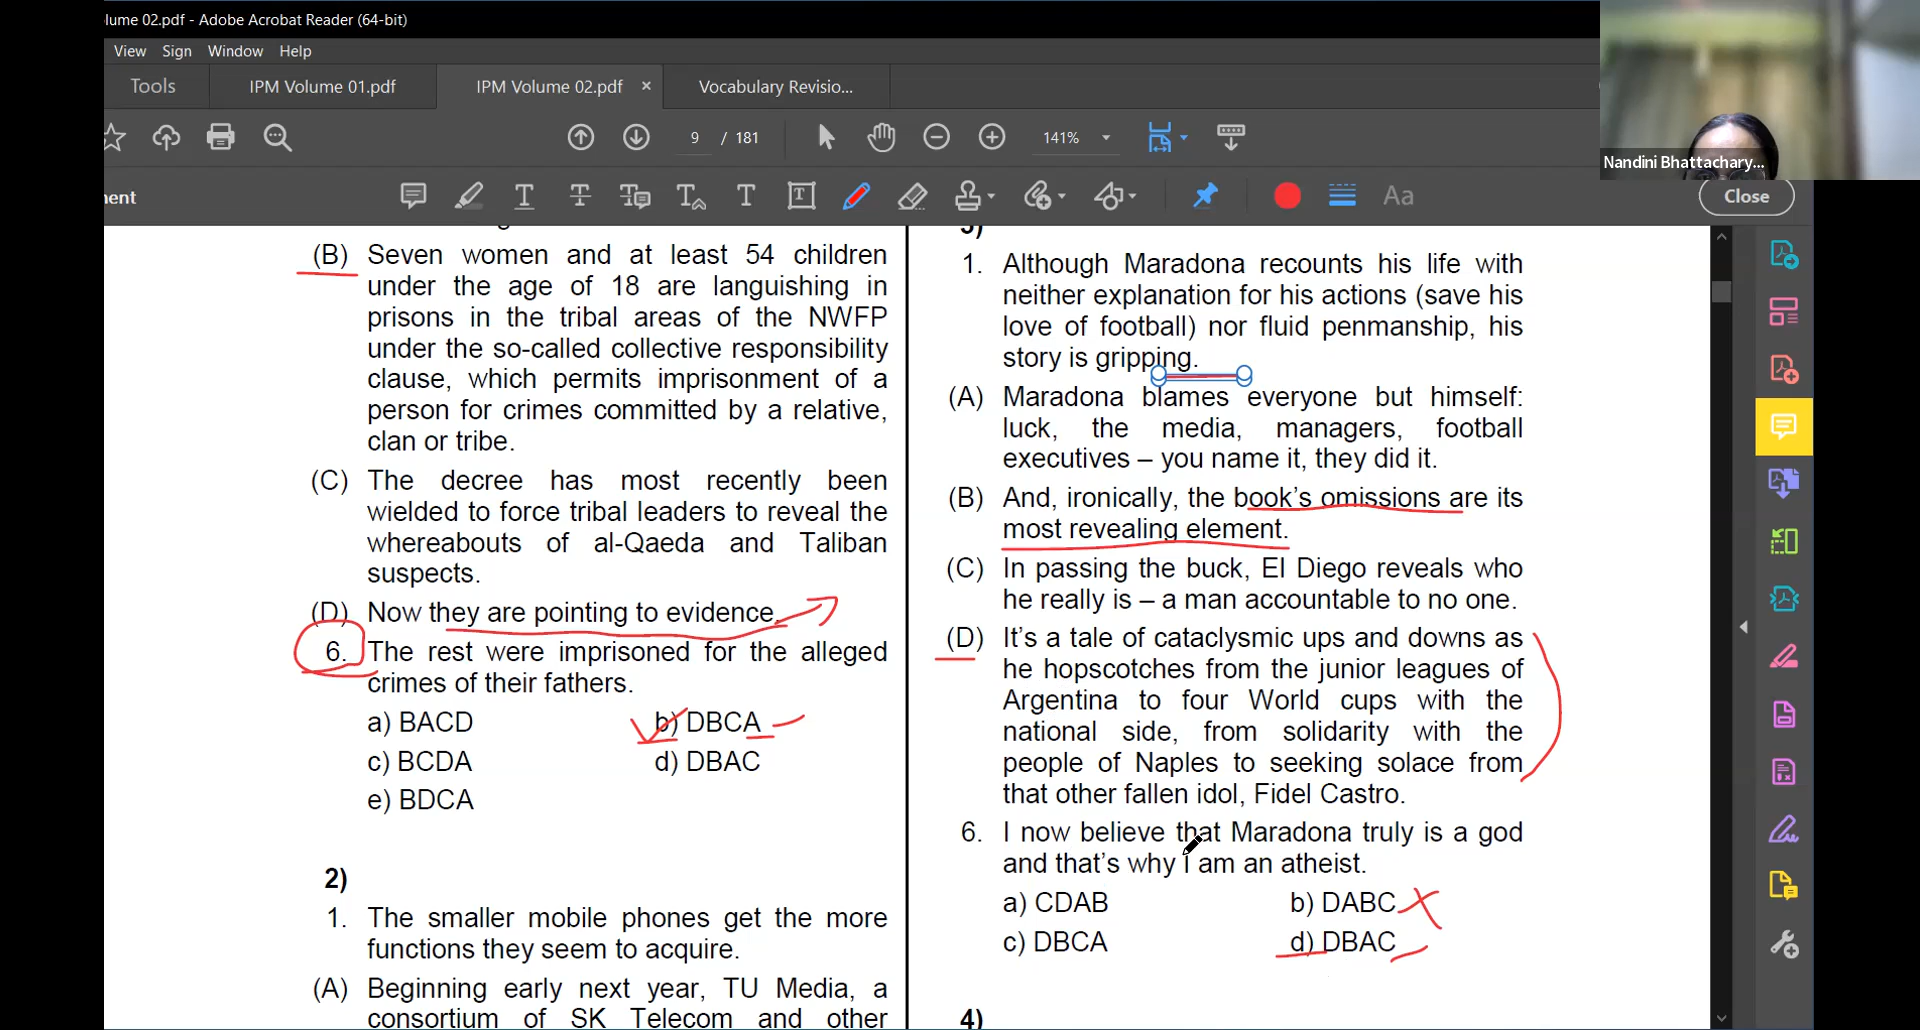 lume 02.pdf - Adobe Acrobat Reader (64-bit)
View Sign Window Help
Tools IPM Volume 01.pdf IPM Volume 02.pdf × Vocabulary Revisio...
9 / 181 141%
Nandini Bhattachary...
ent Aa Close
(B) Seven women and at least 54 children
under the age of 18 are languishing in
prisons in the tribal areas of the NWFP
under the so-called collective responsibility
clause, which permits imprisonment of a
person for crimes committed by a relative,
clan or tribe.
(C) The decree has most recently been
wielded to force tribal leaders to reveal the
whereabouts of al-Qaeda and Taliban
suspects.
(D) Now they are pointing to evidence.
6. The rest were imprisoned for the alleged
crimes of their fathers.
a) BACD b) DBCA
c) BCDA d) DBAC
e) BDCA
2)
1. The smaller mobile phones get the more
functions they seem to acquire.
(A) Beginning early next year, TU Media, a
consortium of SK Telecom and other
3)
1. Although Maradona recounts his life with
neither explanation for his actions (save his
love of football) nor fluid penmanship, his
story is gripping.
(A) Maradona blames everyone but himself:
luck, the media, managers, football
executives – you name it, they did it.
(B) And, ironically, the book's omissions are its
most revealing element.
(C) In passing the buck, El Diego reveals who
he really is – a man accountable to no one.
(D) It's a tale of cataclysmic ups and downs as
he hopscotches from the junior leagues of
Argentina to four World cups with the
national side, from solidarity with the
people of Naples to seeking solace from
that other fallen idol, Fidel Castro.
6. I now believe that Maradona truly is a god
and that's why I am an atheist.
a) CDAB b) DABC
c) DBCA d) DBAC
4)